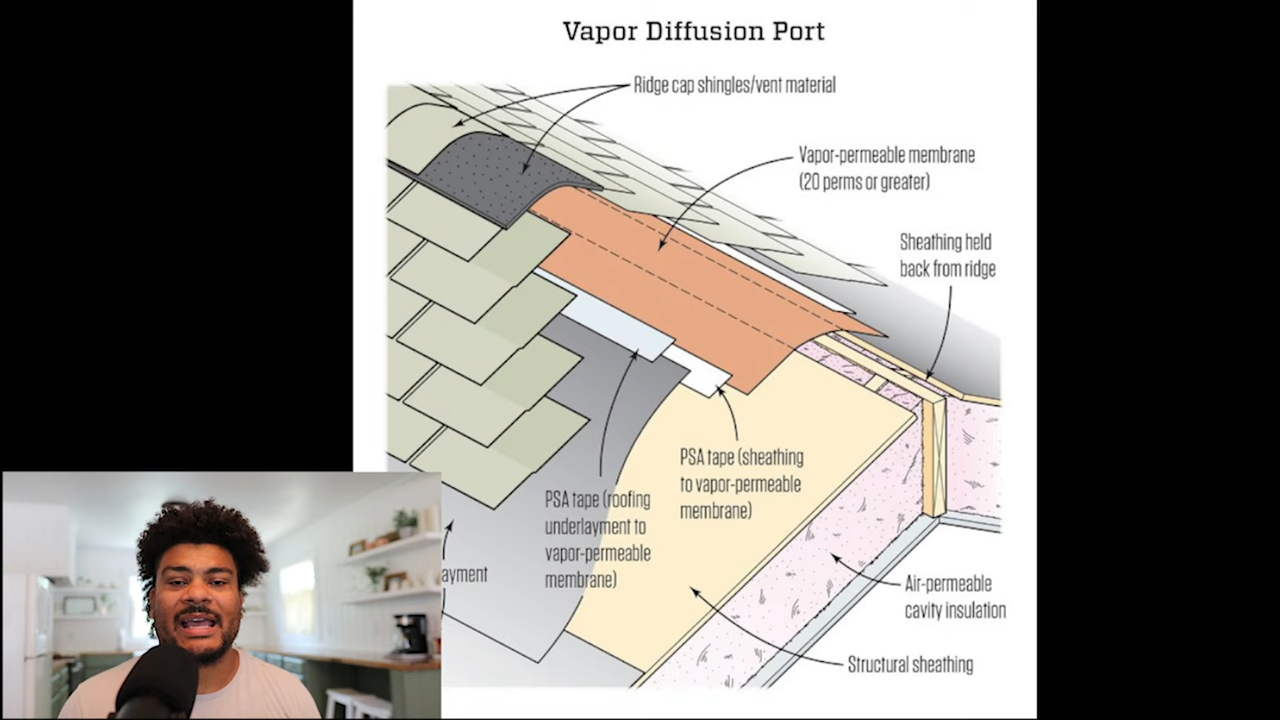 Vapor Diffusion Port
Ridge cap shingles/vent material
Vapor-permeable membrane
(20 perms or greater)
Sheathing held
back from ridge
PSA tape (sheathing
to vapor-permeable
membrane)
PSA tape (roofing
underlayment to
vapor-permeable
membrane)
ayment
Air-permeable
cavity insulation
Structural sheathing